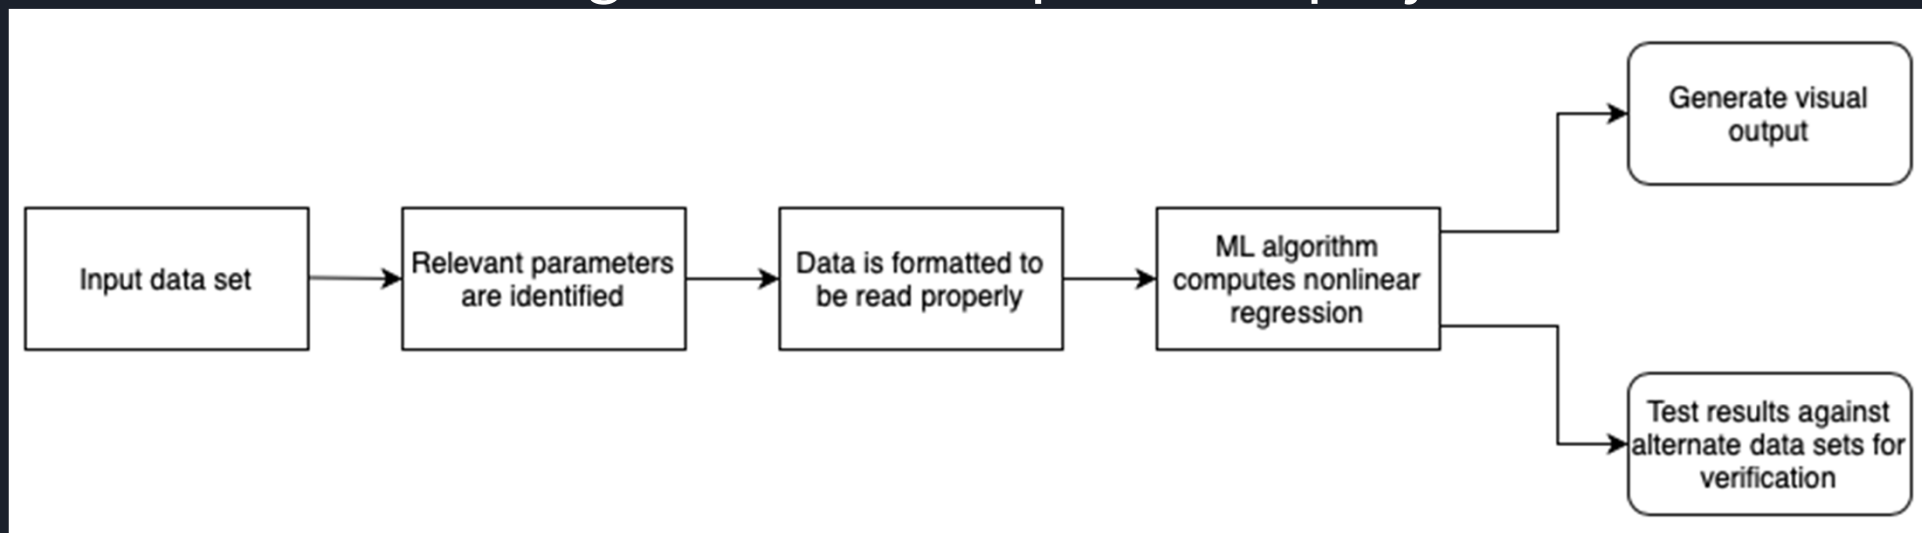 Input data set
Relevant parameters
are identified
Data is formatted to
be read properly
ML algorithm
computes nonlinear
regression
Generate visual
output
Test results against
alternate data sets for
verification